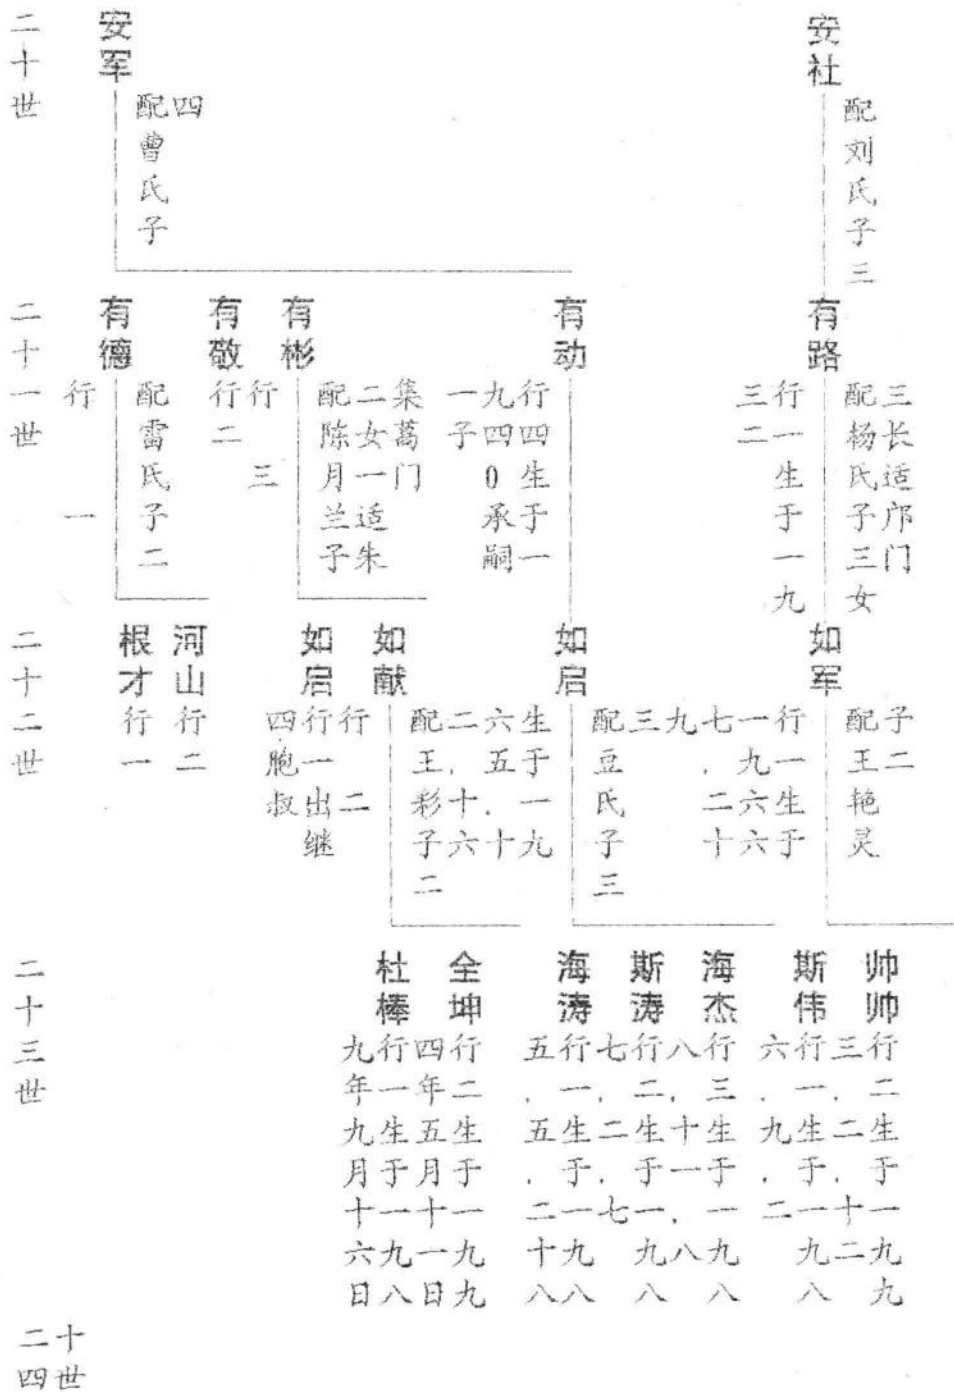 二十世
安军
配曹氏子
四
安社
配刘氏子三
二十一世
有德
行一
配雷氏子二
有敬
行二
有彬
行三
配陈月兰子
二女一适朱
集葛门
有动
行四生于一
九四0承嗣
一子
有路
行一生于一九
三二
配杨氏子三女
三长适邝门
二十二世
根才
行一
河山
行二
如启
行一出继
四胞叔
如献
行二
配王彩子二
如启
生于一九
六五.十
二.十六
配豆氏子三
三
如军
行一生于
一九六六
七.二十
九
配王艳灵
子二
二十三世
杜棒
行一生于一九八
九年九月十六日
全坤
行二生于一九九
四年五月十一日
海涛
行一生于一九八
五.五.二十八
斯涛
行二生于一九八
七.二.七
海杰
行三生于一九八
八.十一.八
斯伟
行一生于一九八
六.九.二
帅帅
行二生于一九九
三.二.十二
二十四世